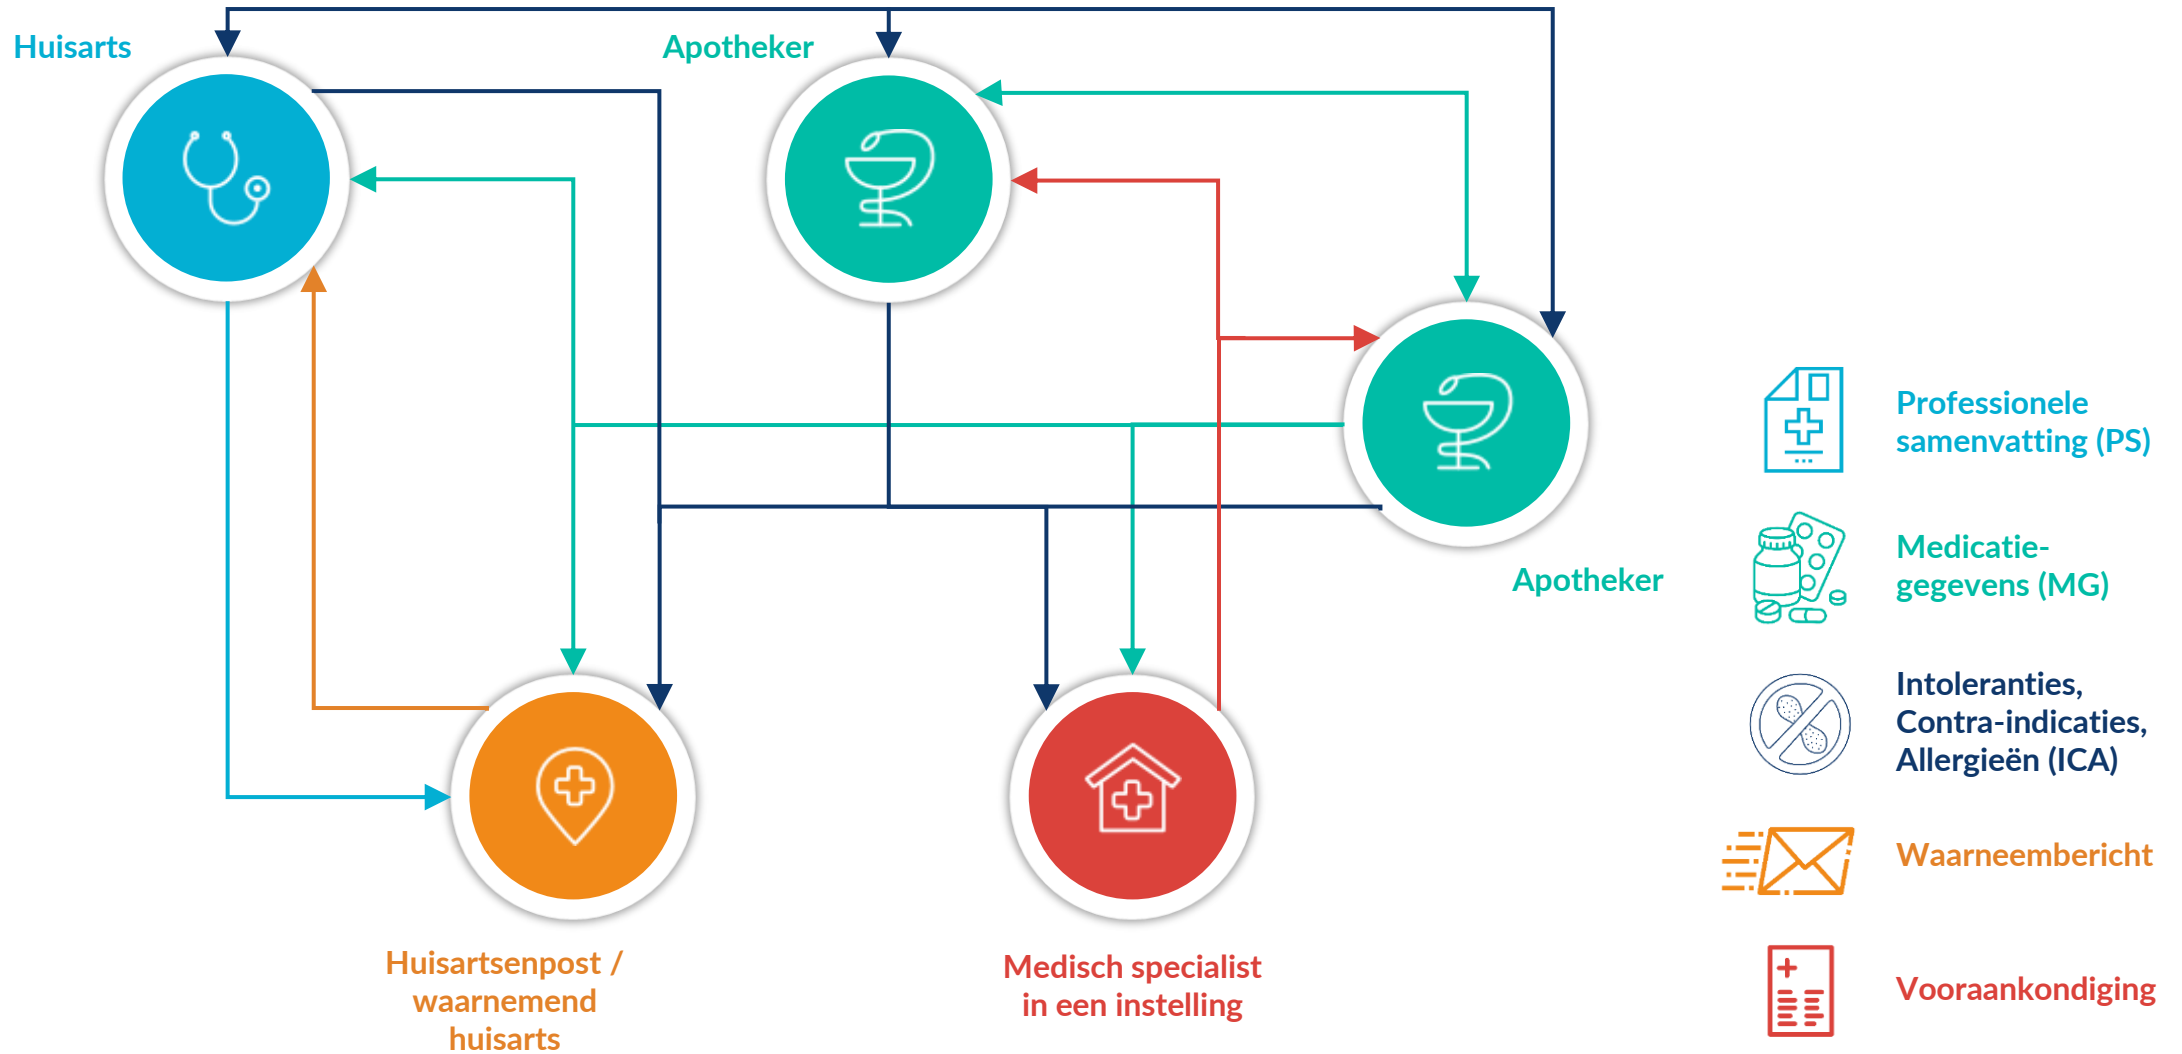 Huisarts
Apotheker
Apotheker
Huisartsenpost /
waarnemend
huisarts
Medisch specialist
in een instelling
Professionele
samenvatting (PS)
Medicatie-
gegevens (MG)
Intoleranties,
Contra-indicaties,
Allergieën (ICA)
Waarneembericht
Vooraankondiging